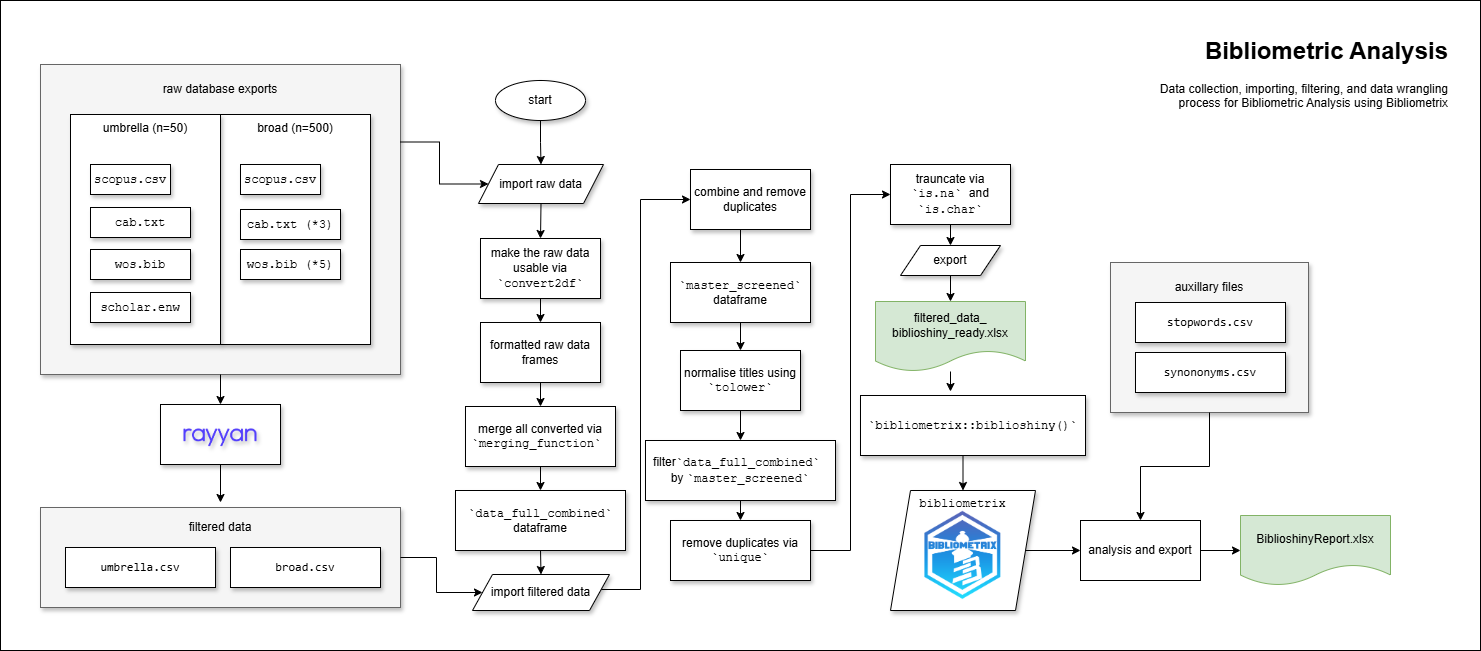 Bibliometric Analysis
Data collection, importing, filtering, and data wrangling
process for Bibliometric Analysis using Bibliometrix
raw database exports
umbrella (n=50)
scopus.csv
cab.txt
wos.bib
scholar.enw
broad (n=500)
scopus.csv
cab.txt (*3)
wos.bib (*5)
rayyan
filtered data
umbrella.csv
broad.csv
start
import raw data
make the raw data
usable via
`convert2df`
formatted raw data
frames
merge all converted via
`merging_function`
`data_full_combined`
dataframe
import filtered data
combine and remove
duplicates
`master_screened`
dataframe
normalise titles using
`tolower`
filter`data_full_combined`
by `master_screened`
remove duplicates via
`unique`
trauncate via
`is.na` and
`is.char`
export
filtered_data_
biblioshiny_ready.xlsx
`bibliometrix::biblioshiny()`
bibliometrix
BIBLIOMETRIX
auxillary files
stopwords.csv
synononyms.csv
analysis and export
BiblioshinyReport.xlsx